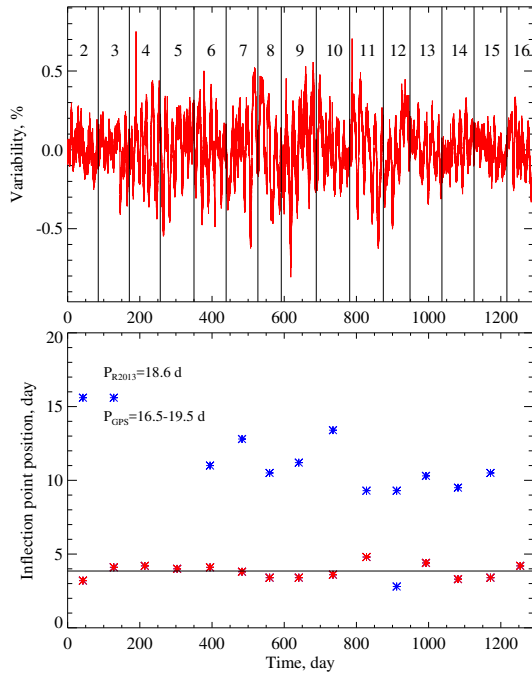 2 3 4 5 6 7 8 9 10 11 12 13 14 15 16
0.5
0.0
-0.5
Variability, %
0 200 400 600 800 1000 1200
20
15
10
5
0
Inflection point position, day
P_R2013=18.6 d
P_GPS=16.5-19.5 d
0 200 400 600 800 1000 1200
Time, day